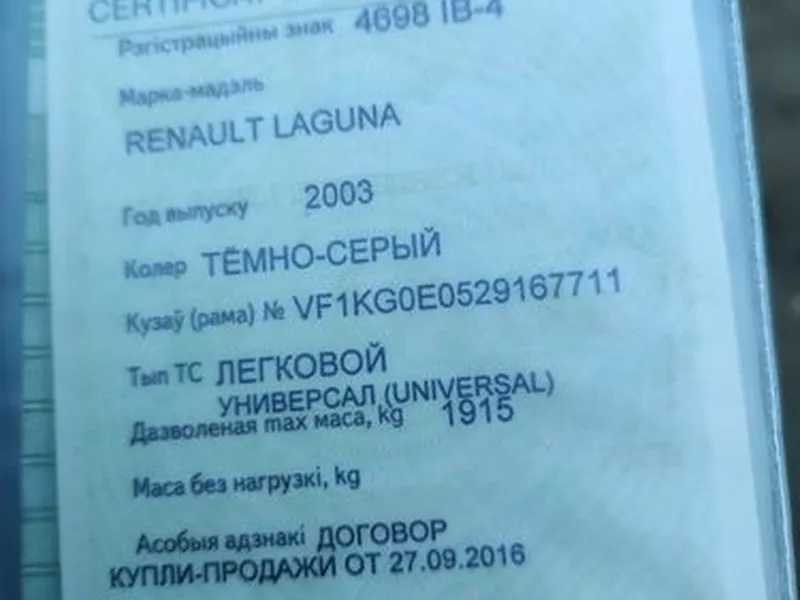 CERTIFICAT
Рэгістрацыйны знак 4698 IB-4
Марка-мадэль
RENAULT LAGUNA
Год выпуску 2003
Колер ТЁМНО-СЕРЫЙ
Кузаў (рама) № VF1KG0E0529167711
Тып ТС ЛЕГКОВОЙ
УНИВЕРСАЛ (UNIVERSAL)
Дазволеная max маса, kg 1915
Маса без нагрузкі, kg
Асобыя адзнакі ДОГОВОР
КУПЛИ-ПРОДАЖИ ОТ 27.09.2016